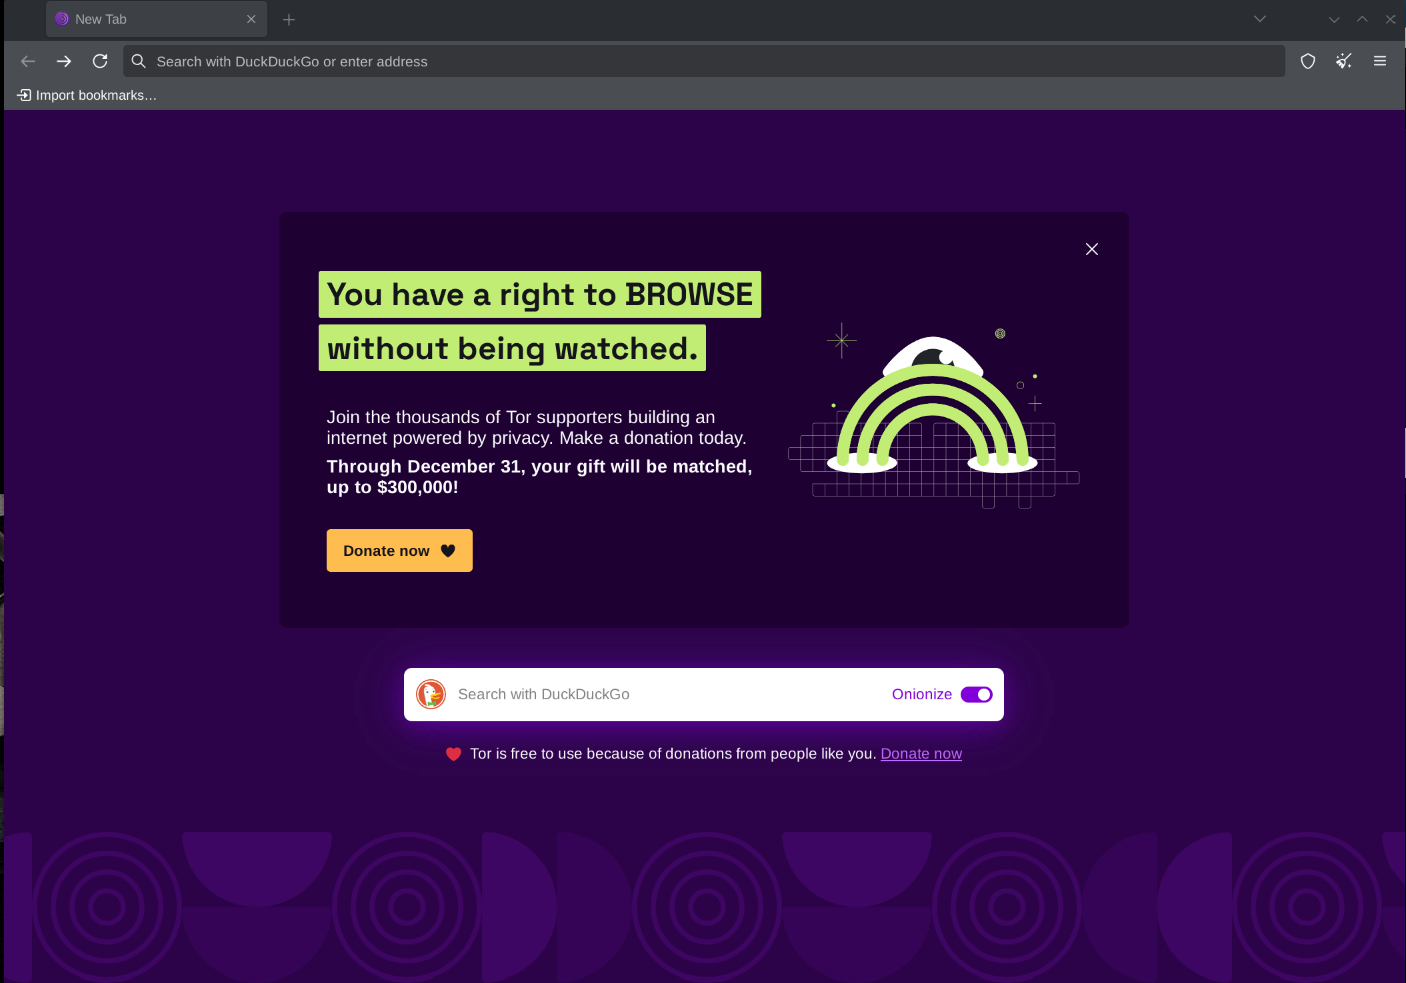 New Tab
Search with DuckDuckGo or enter address
Import bookmarks…
You have a right to BROWSE
without being watched.
Join the thousands of Tor supporters building an
internet powered by privacy. Make a donation today.
Through December 31, your gift will be matched,
up to $300,000!
Donate now
Search with DuckDuckGo
Onionize
Tor is free to use because of donations from people like you. Donate now